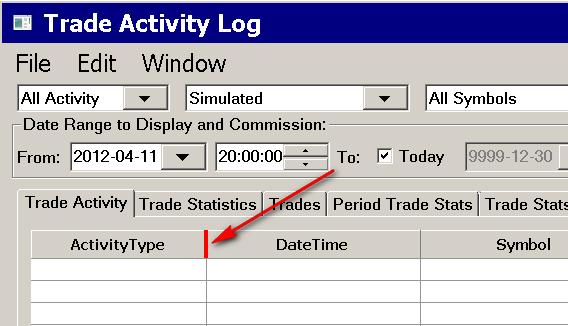 Trade Activity Log
File Edit Window
All Activity Simulated All Symbols
Date Range to Display and Commission:
From: 2012-04-11 20:00:00 To: Today 9999-12-30
Trade Activity Trade Statistics Trades Period Trade Stats Trade Stats
ActivityType DateTime Symbol